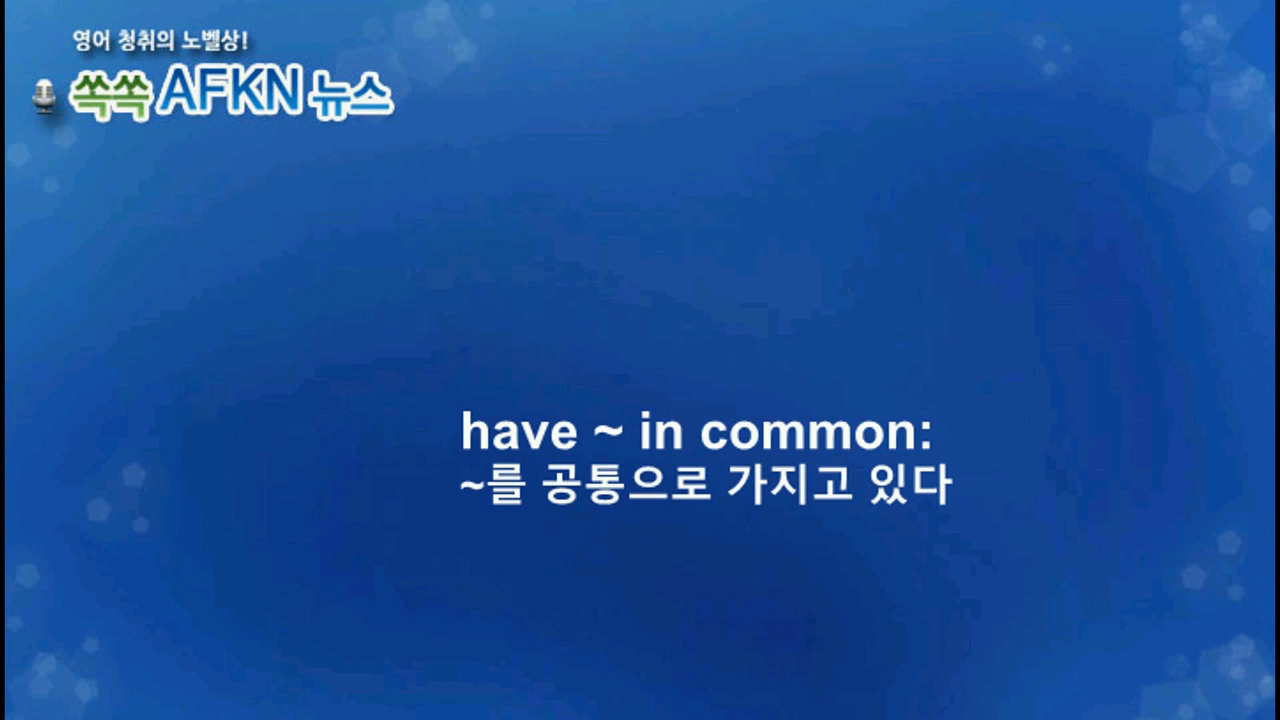 영어 청취의 노벨상!
쏙쏙 AFKN 뉴스
have ~ in common:
~를 공통으로 가지고 있다